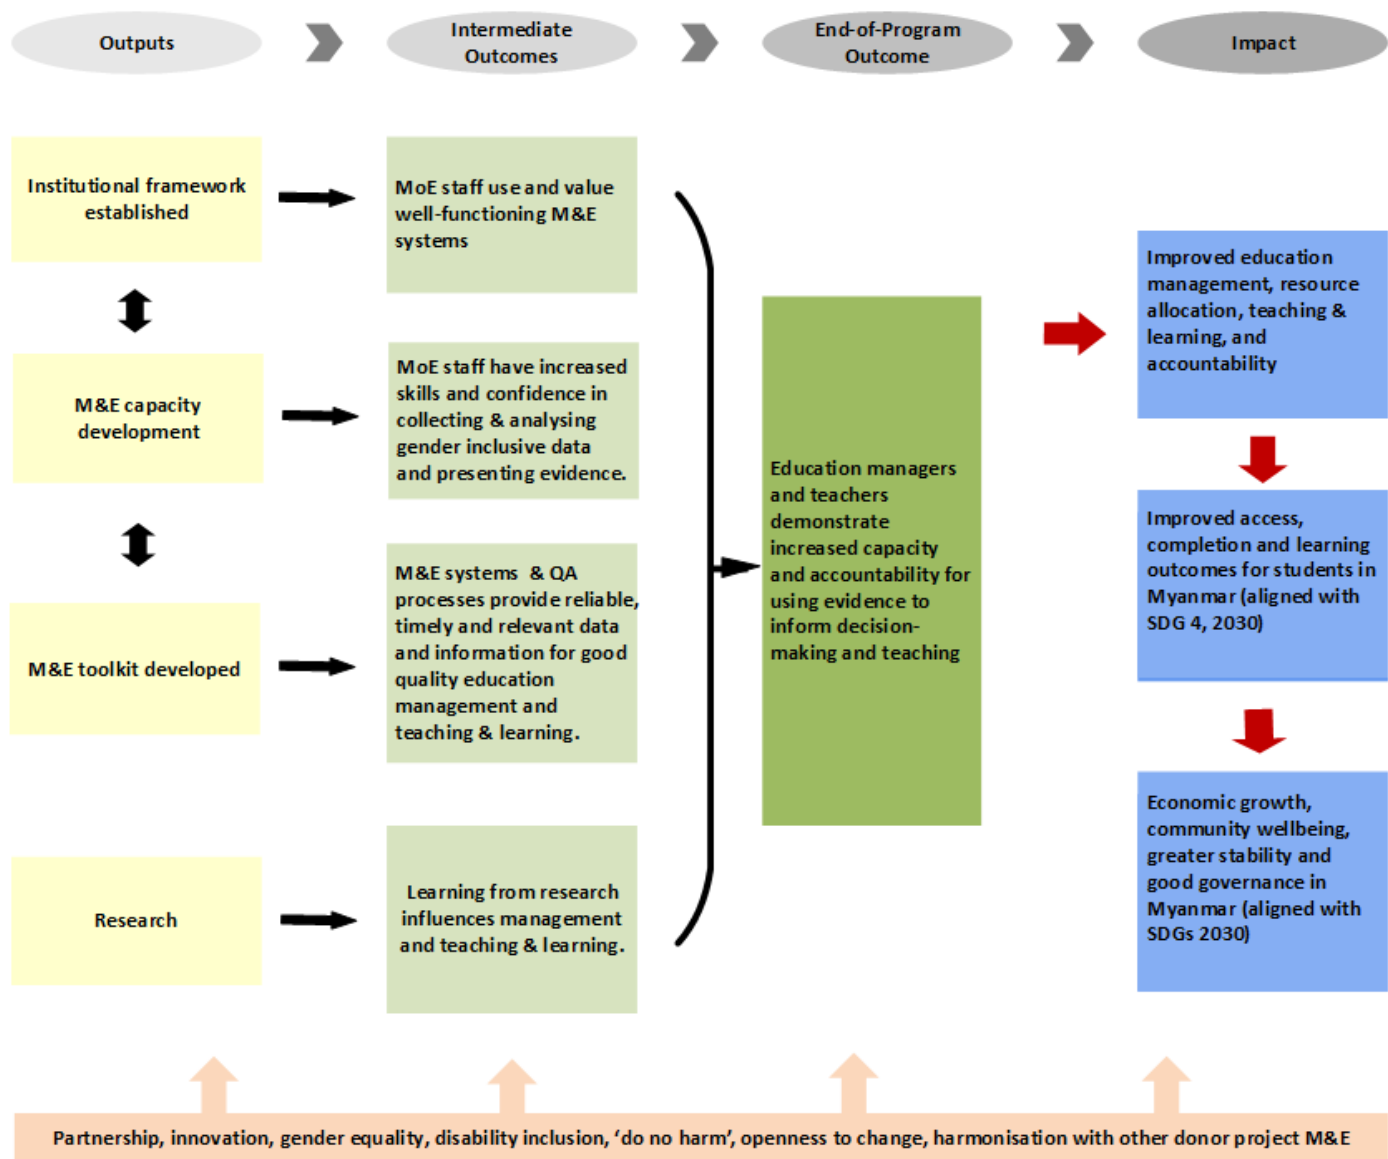 Outputs
Intermediate
Outcomes
End-of-Program
Outcome
Impact
Institutional framework
established
M&E capacity
development
M&E toolkit developed
Research
MoE staff use and value
well-functioning M&E
systems
MoE staff have increased
skills and confidence in
collecting & analysing
gender inclusive data
and presenting evidence.
M&E systems & QA
processes provide reliable,
timely and relevant data
and information for good
quality education
management and
teaching & learning.
Learning from research
influences management
and teaching & learning.
Education managers
and teachers
demonstrate
increased capacity
and accountability for
using evidence to
inform decision-
making and teaching
Improved education
management, resource
allocation, teaching &
learning, and
accountability
Improved access,
completion and learning
outcomes for students in
Myanmar (aligned with
SDG 4, 2030)
Economic growth,
community wellbeing,
greater stability and
good governance in
Myanmar (aligned with
SDGs 2030)
Partnership, innovation, gender equality, disability inclusion, ‘do no harm’, openness to change, harmonisation with other donor project M&E